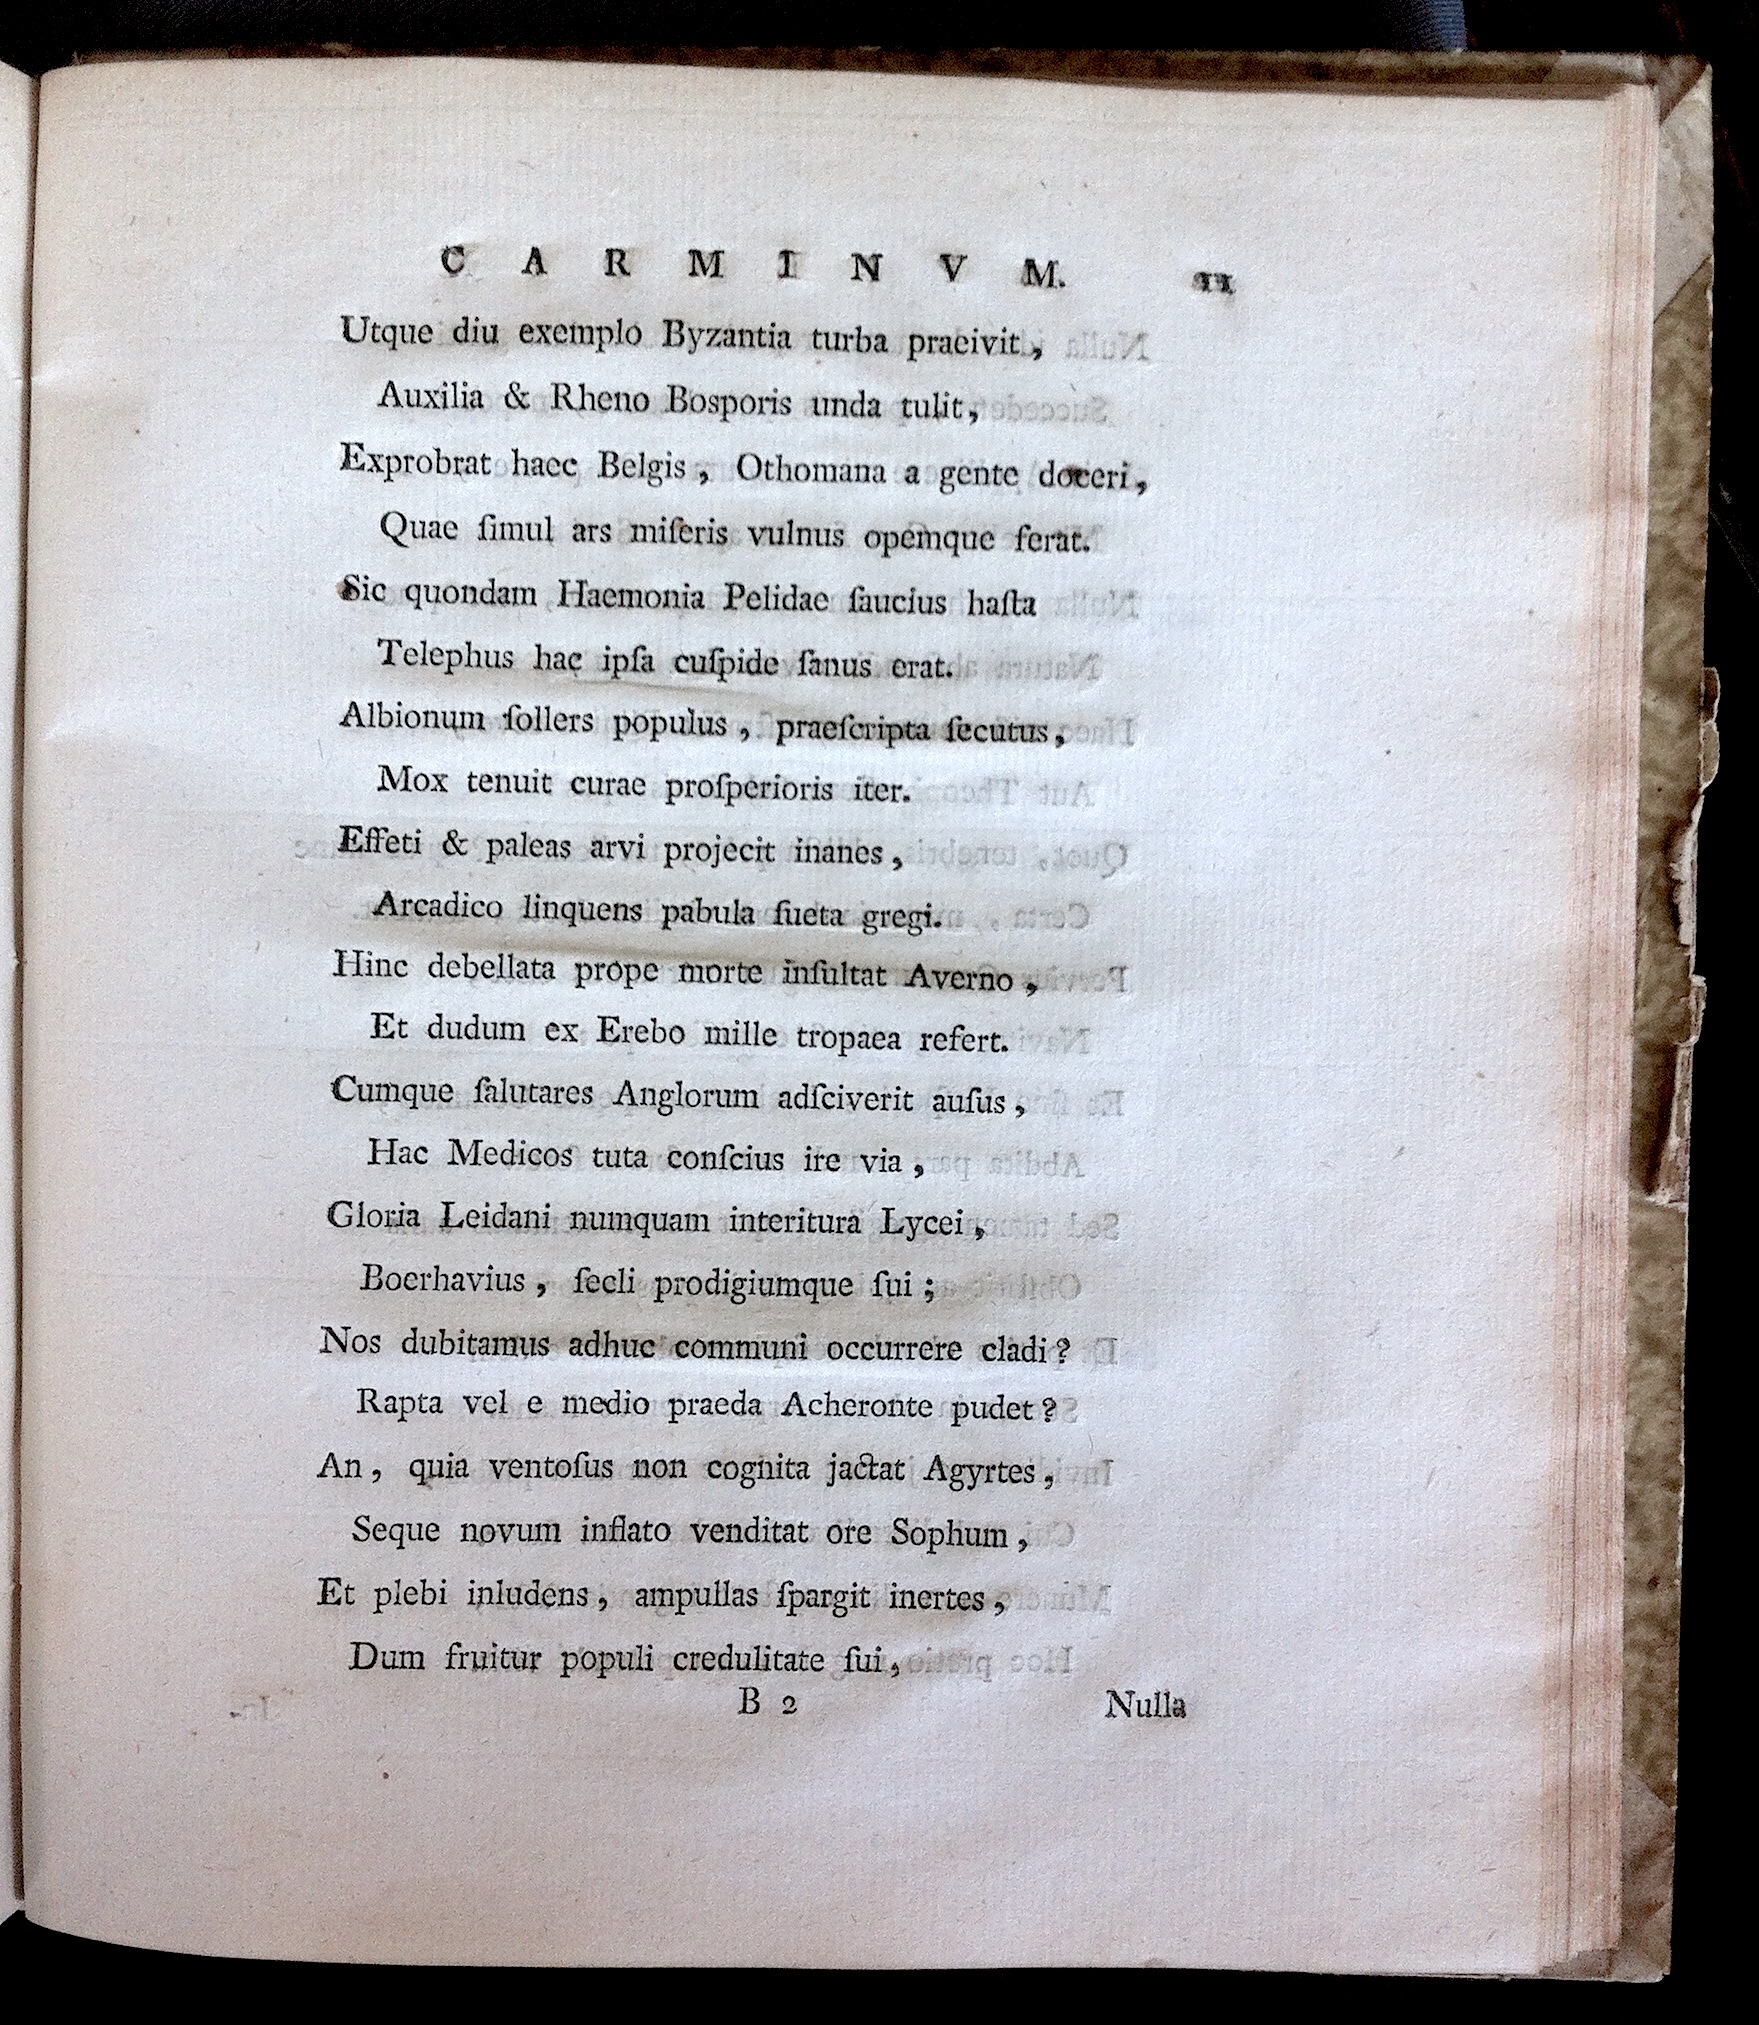 CARMINVM. 11
Utque diu exemplo Byzantia turba praeivit,
Auxilia & Rheno Bosporis unda tulit,
Exprobrat haec Belgis, Othomana a gente doceri,
Quae ſimul ars miſeris vulnus opemque ferat.
Sic quondam Haemonia Pelidae ſaucius haſta
Telephus hac ipſa cuſpide ſanus erat.
Albionum ſollers populus, praeſcripta ſecutus,
Mox tenuit curae proſperioris iter.
Effeti & paleas arvi projecit inanes,
Arcadico linquens pabula ſueta gregi.
Hinc debellata prope morte inſultat Averno,
Et dudum ex Erebo mille tropaea refert.
Cumque ſalutares Anglorum adſciverit auſus,
Hac Medicos tuta conſcius ire via,
Gloria Leidani numquam interitura Lycei,
Boerhavius, ſecli prodigiumque ſui;
Nos dubitamus adhuc communi occurrere cladi?
Rapta vel e medio praeda Acheronte pudet?
An, quia ventoſus non cognita jactat Agyrtes,
Seque novum inflato venditat ore Sophum,
Et plebi inludens, ampullas ſpargit inertes,
Dum fruitur populi credulitate ſui,
B 2 Nulla